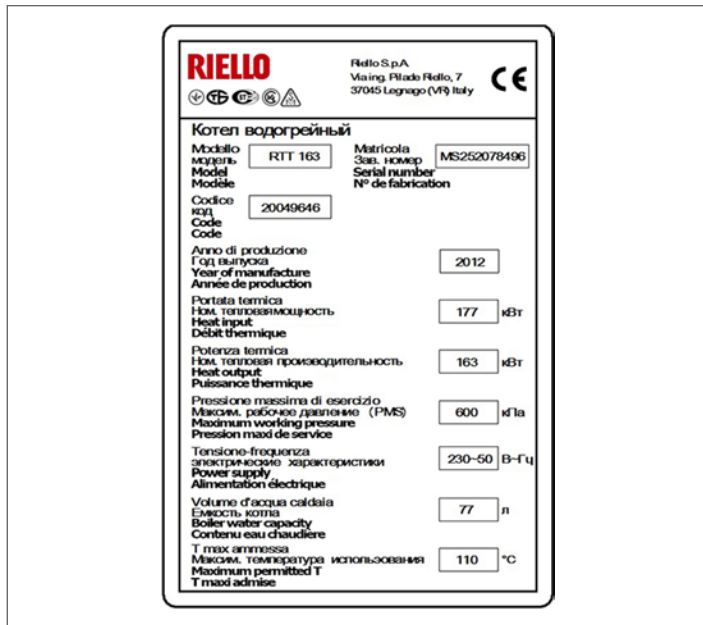 RIELLO
Riello S.p.A.
Via ing. Pilade Riello, 7
37045 Legnago (VR) Italy
CE
Котел водогрейный
Modello
модель
Model
Modèle
RTT 163
Matricola
Зав. номер
Serial number
N° de fabrication
MS252078496
Codice
код
Code
Code
20049646
Anno di produzione
Год выпуска
Year of manufacture
Année de production
2012
Portata termica
Ном. тепловая мощность
Heat input
Débit thermique
177 кВт
Potenza termica
Ном. тепловая производительность
Heat output
Puissance thermique
163 кВт
Pressione massima di esercizio
Максим. рабочее давление (PMS)
Maximum working pressure
Pression maxi de service
600 кПа
Tensione-frequenza
электрические характеристики
Power supply
Alimentation électrique
230~50 В~Гц
Volume d'acqua caldaia
Емкость котла
Boiler water capacity
Contenu eau chaudière
77 л
T max ammessa
Максим. температура использования
Maximum permitted T
T maxi admise
110 °C